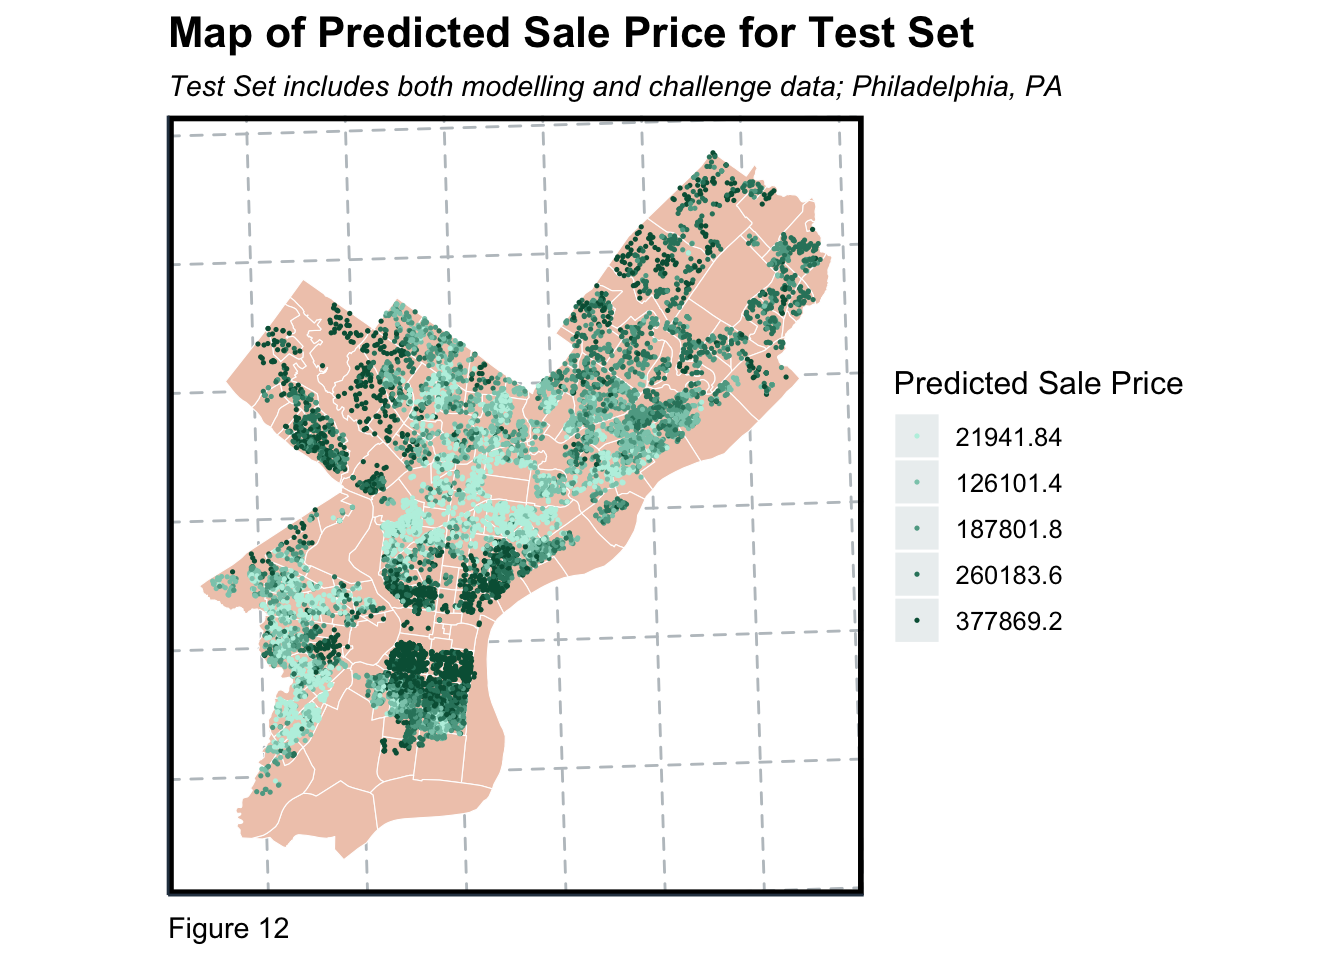 Map of Predicted Sale Price for Test Set
Test Set includes both modelling and challenge data; Philadelphia, PA
Predicted Sale Price
21941.84
126101.4
187801.8
260183.6
377869.2
Figure 12